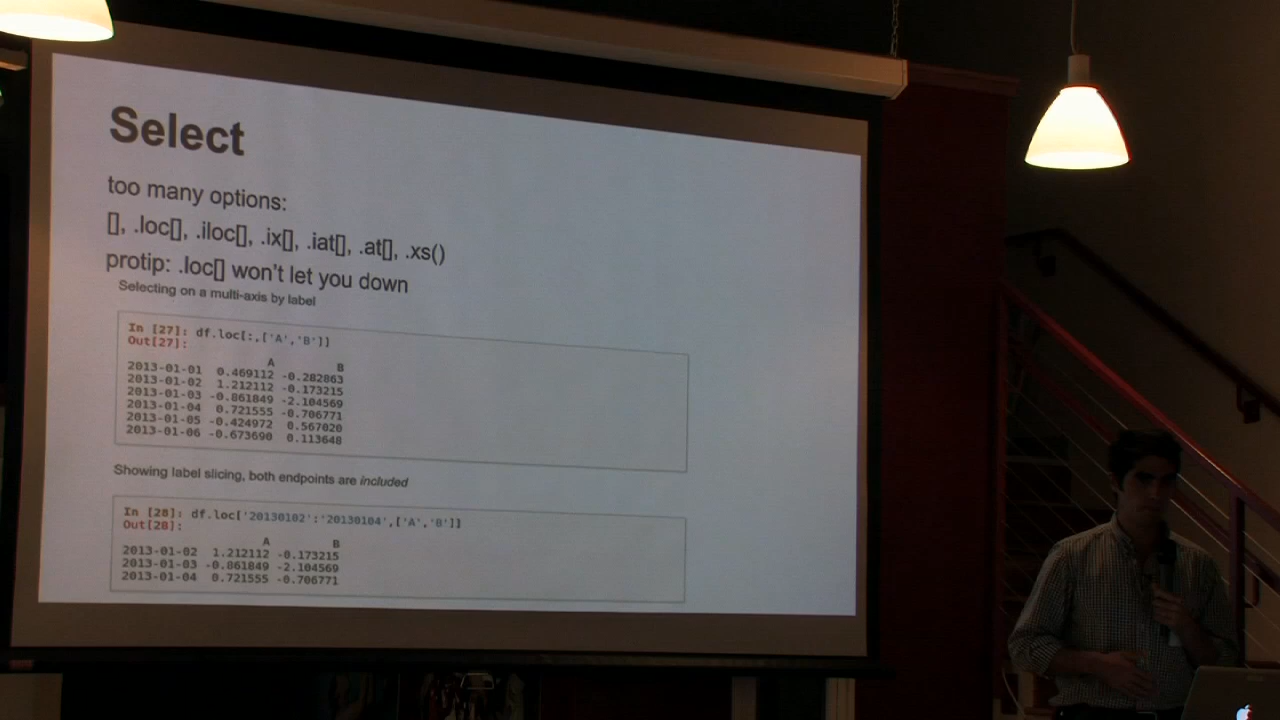 Select
too many options:
[], .loc[], .iloc[], .ix[], .iat[], .at[], .xs()
protip: .loc[] won't let you down
Selecting on a multi-axis by label
In [27]: df.loc[:,['A','B']]
Out[27]:
A B
2013-01-01 0.469112 -0.282863
2013-01-02 1.212112 -0.173215
2013-01-03 -0.861849 -2.104569
2013-01-04 0.721555 -0.706771
2013-01-05 -0.424972 0.567020
2013-01-06 -0.673690 0.113648
Showing label slicing, both endpoints are included
In [28]: df.loc['20130102':'20130104',['A','B']]
Out[28]:
A B
2013-01-02 1.212112 -0.173215
2013-01-03 -0.861849 -2.104569
2013-01-04 0.721555 -0.706771